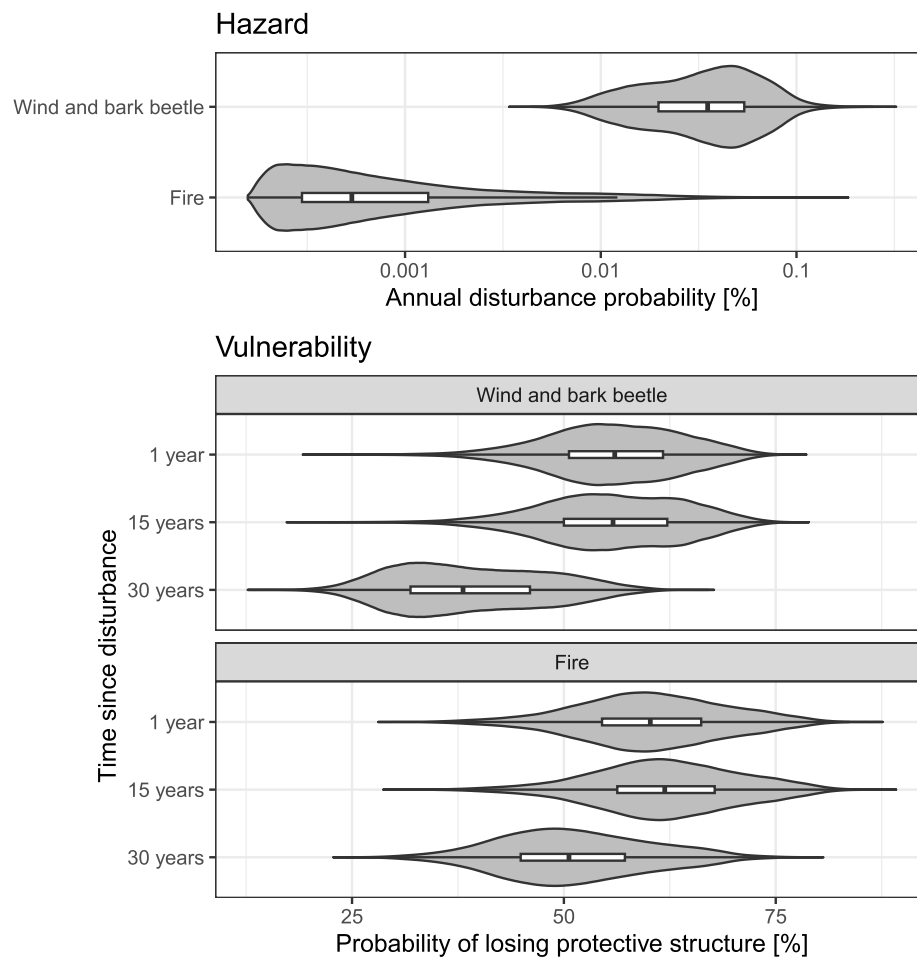 Hazard
Wind and bark beetle
Fire
0.001 0.01 0.1
Annual disturbance probability [%]
Vulnerability
Wind and bark beetle
1 year
15 years
30 years
Fire
1 year
15 years
30 years
Time since disturbance
25 50 75
Probability of losing protective structure [%]